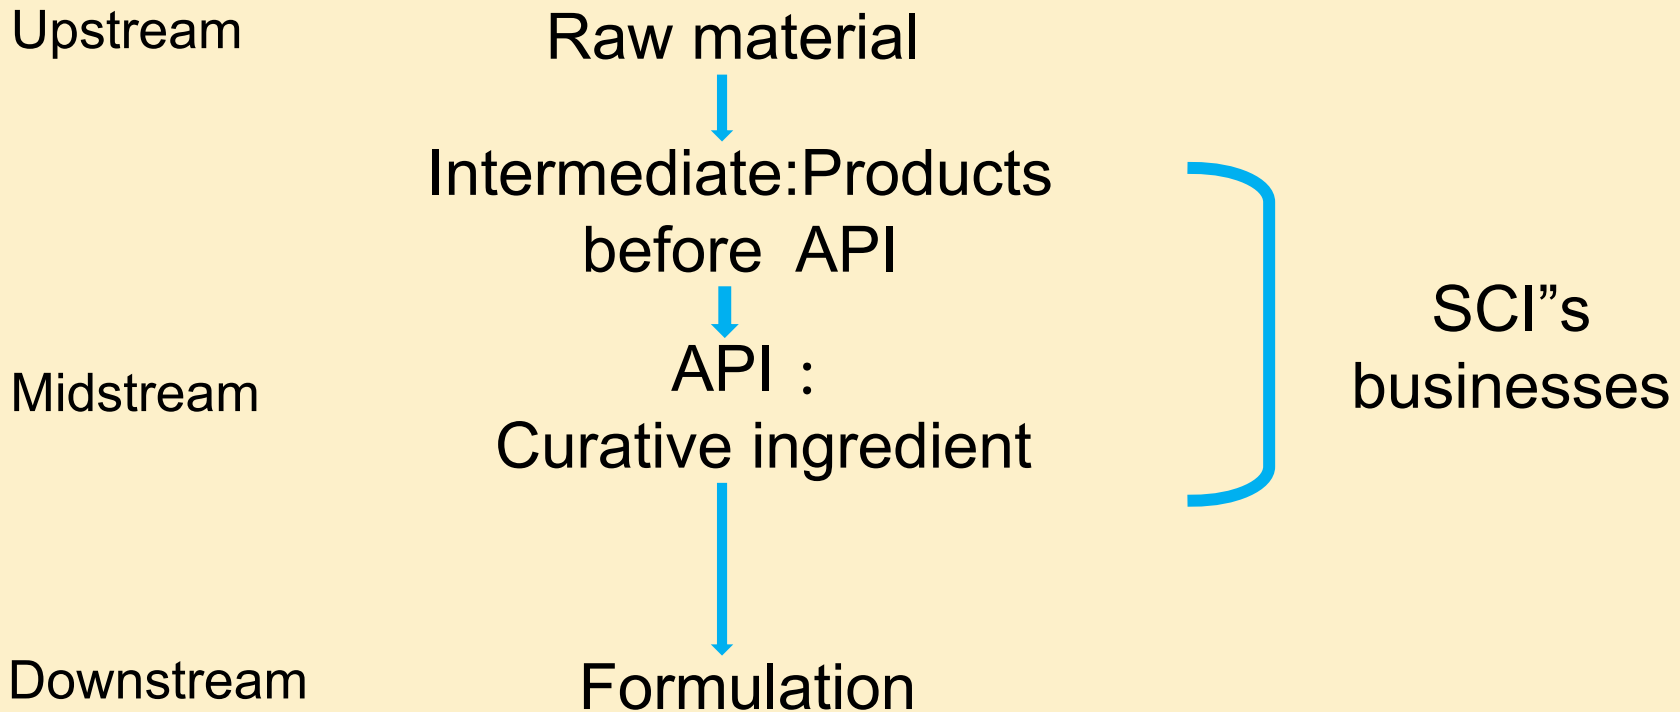 Upstream
Raw material
Intermediate:Products
before API
Midstream
API：
Curative ingredient
SCI”s
businesses
Downstream
Formulation